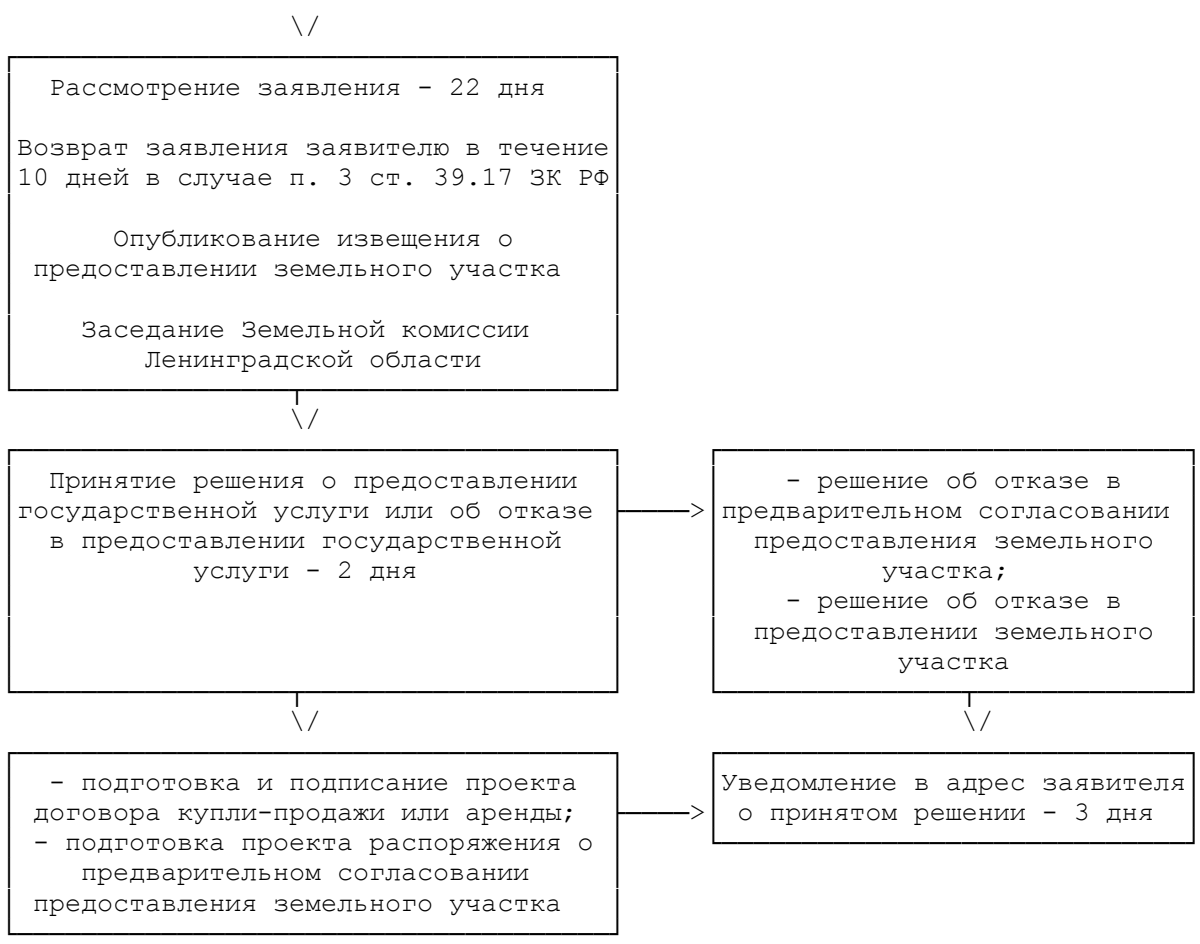 \/
Рассмотрение заявления - 22 дня
Возврат заявления заявителю в течение
10 дней в случае п. 3 ст. 39.17 ЗК РФ
Опубликование извещения о
предоставлении земельного участка
Заседание Земельной комиссии
Ленинградской области
\/
Принятие решения о предоставлении
государственной услуги или об отказе
в предоставлении государственной
услуги - 2 дня
>
- решение об отказе в
предварительном согласовании
предоставления земельного
участка;
- решение об отказе в
предоставлении земельного
участка
\/
\/
- подготовка и подписание проекта
договора купли-продажи или аренды;
- подготовка проекта распоряжения о
предварительном согласовании
предоставления земельного участка
>
Уведомление в адрес заявителя
о принятом решении - 3 дня